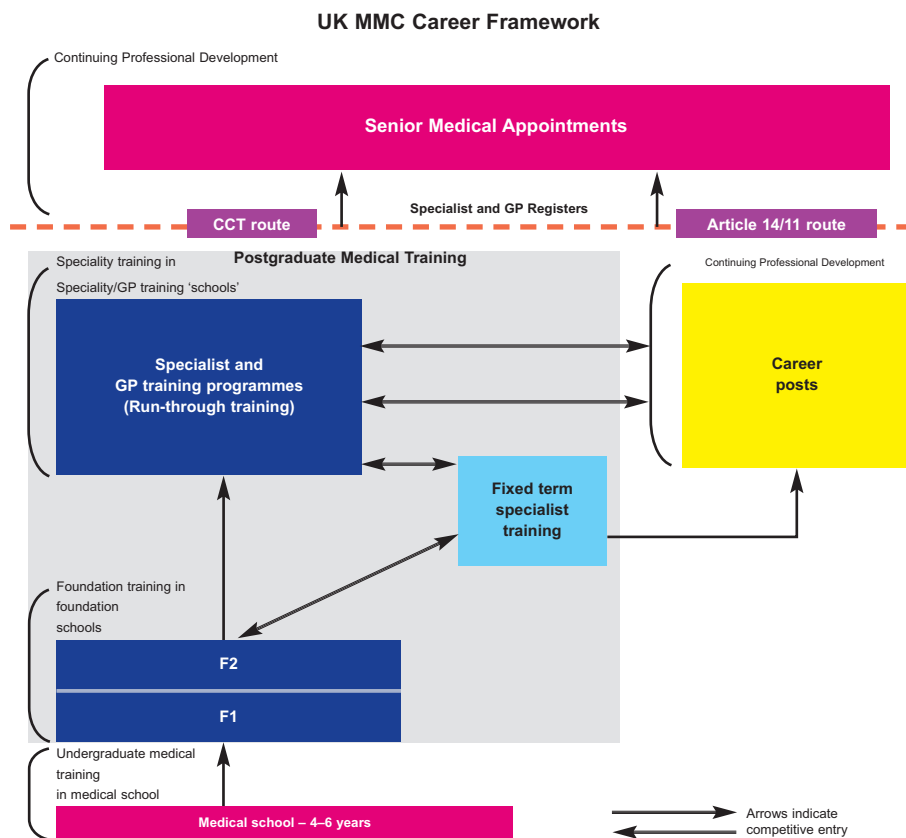 UK MMC Career Framework
Continuing Professional Development
Senior Medical Appointments
CCT route
Specialist and GP Registers
Article 14/11 route
Postgraduate Medical Training
Speciality training in
Speciality/GP training ‘schools’
Continuing Professional Development
Specialist and
GP training programmes
(Run-through training)
Career
posts
Fixed term
specialist
training
Foundation training in
foundation
schools
F2
F1
Undergraduate medical
training
in medical school
Medical school – 4–6 years
Arrows indicate
competitive entry